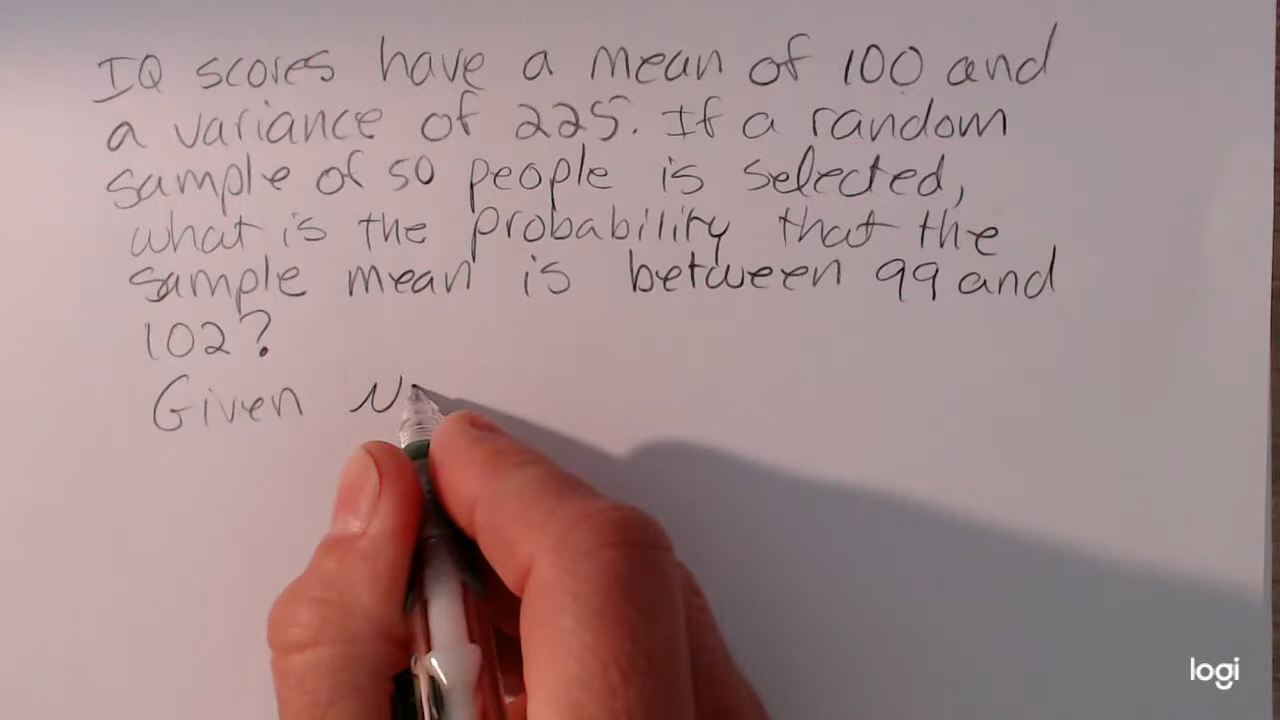 IQ scores have a mean of 100 and
a variance of 225. If a random
sample of 50 people is selected,
what is the probability that the
sample mean is between 99 and
102?
Given
logi